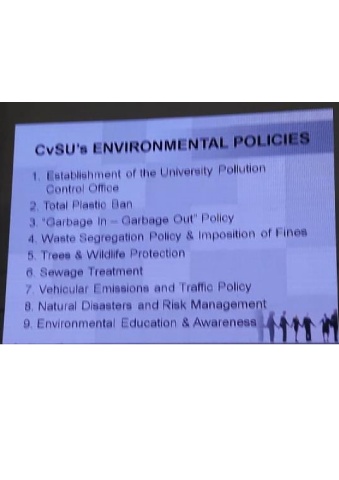 CvSU's ENVIRONMENTAL POLICIES
1. Establishment of the University Pollution
Control Office
2. Total Plastic Ban
3. "Garbage In – Garbage Out" Policy
4. Waste Segregation Policy & Imposition of Fines
5. Trees & Wildlife Protection
6. Sewage Treatment
7. Vehicular Emissions and Traffic Policy
8. Natural Disasters and Risk Management
9. Environmental Education & Awareness